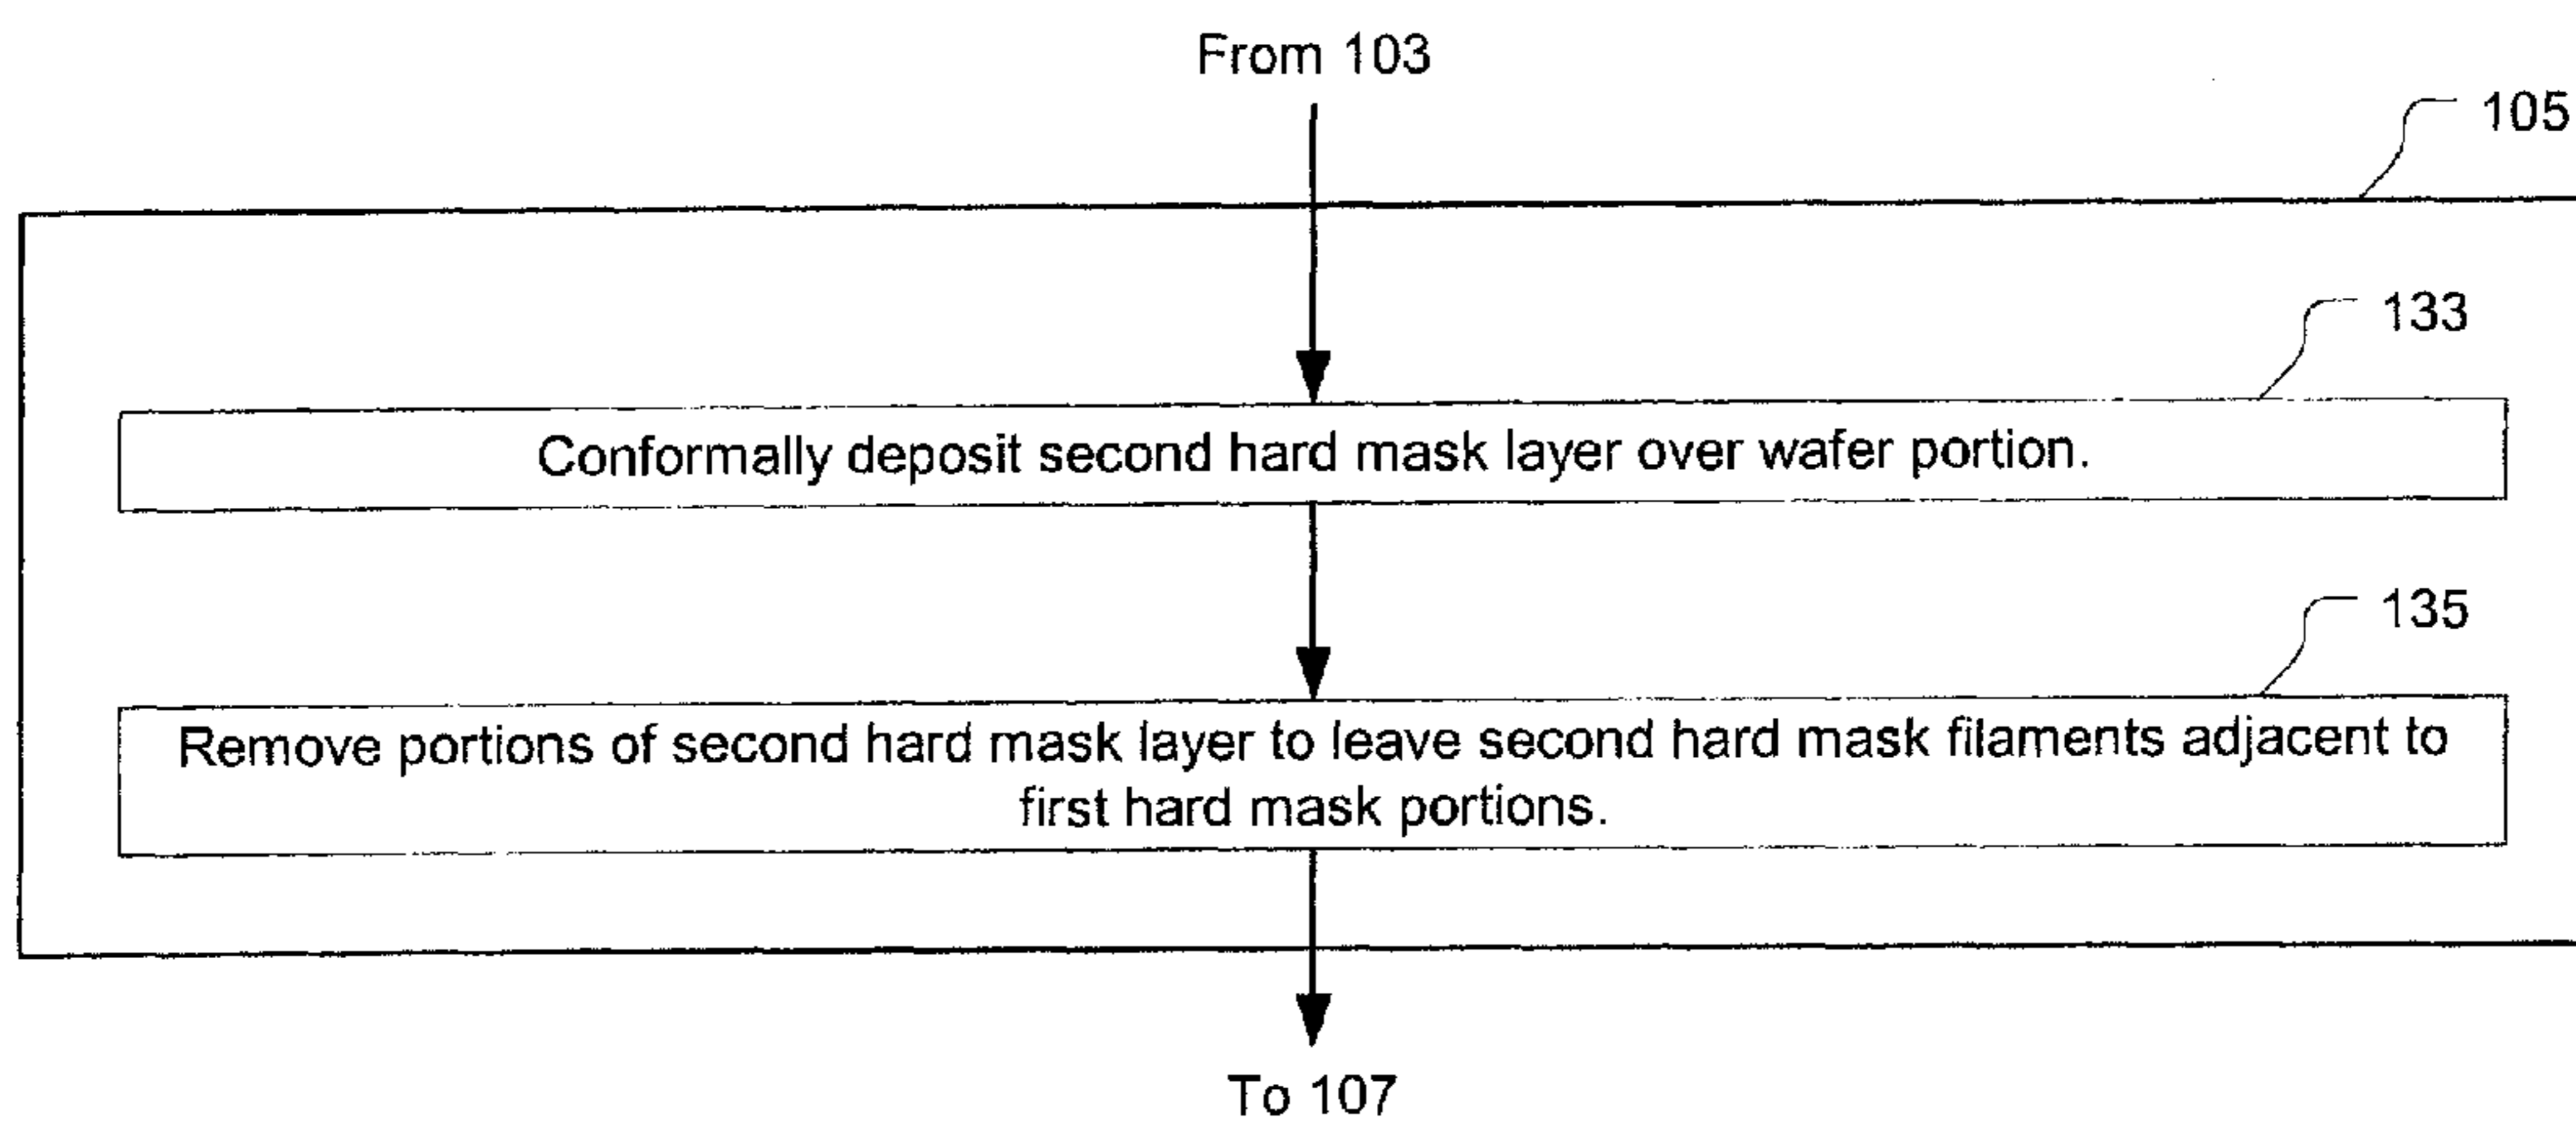 From 103
105
133
Conformally deposit second hard mask layer over wafer portion.
135
Remove portions of second hard mask layer to leave second hard mask filaments adjacent to
first hard mask portions.
To 107